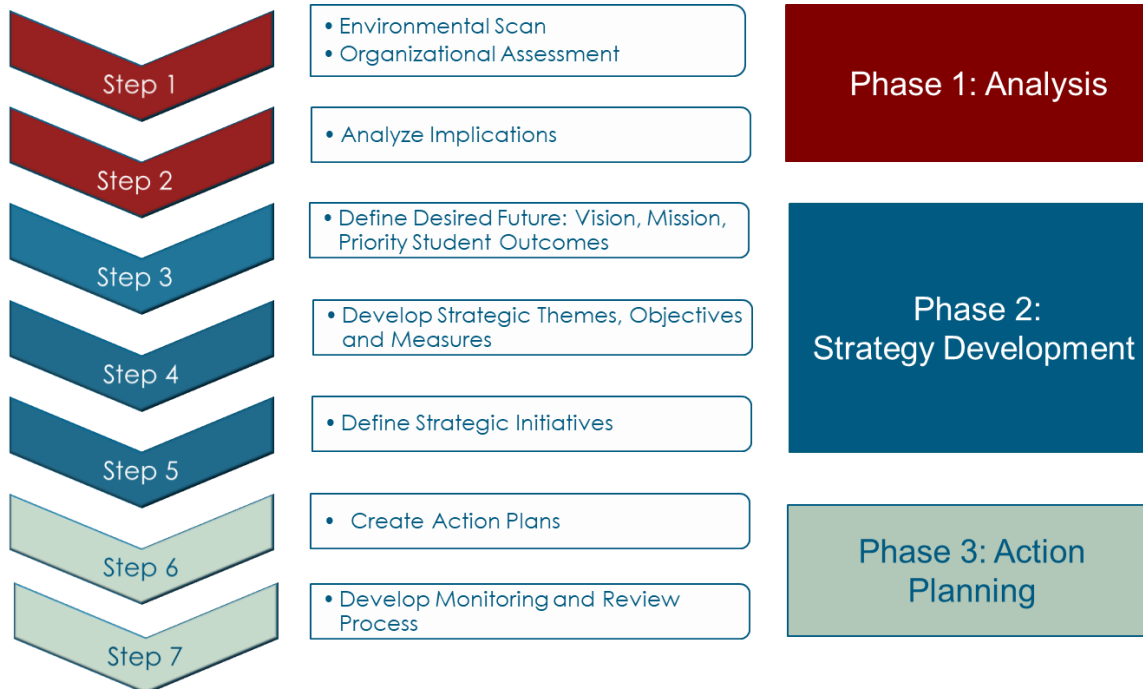 Step 1
• Environmental Scan
• Organizational Assessment
Phase 1: Analysis
Step 2
• Analyze Implications
Step 3
• Define Desired Future: Vision, Mission,
Priority Student Outcomes
Phase 2:
Strategy Development
Step 4
• Develop Strategic Themes, Objectives
and Measures
Step 5
• Define Strategic Initiatives
Step 6
• Create Action Plans
Phase 3: Action
Planning
Step 7
• Develop Monitoring and Review
Process